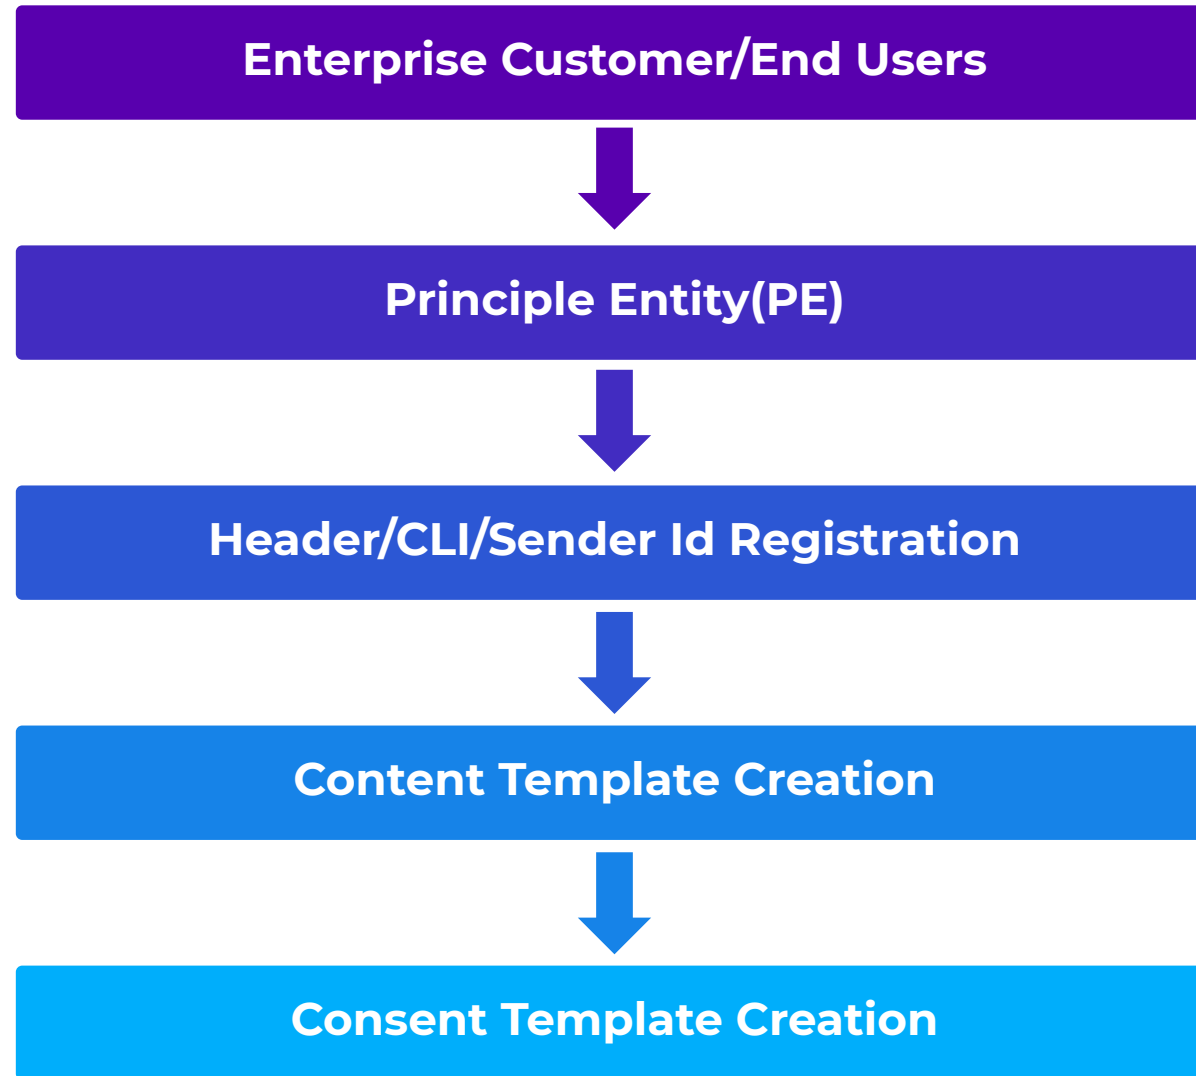 Enterprise Customer/End Users
Principle Entity(PE)
Header/CLI/Sender Id Registration
Content Template Creation
Consent Template Creation